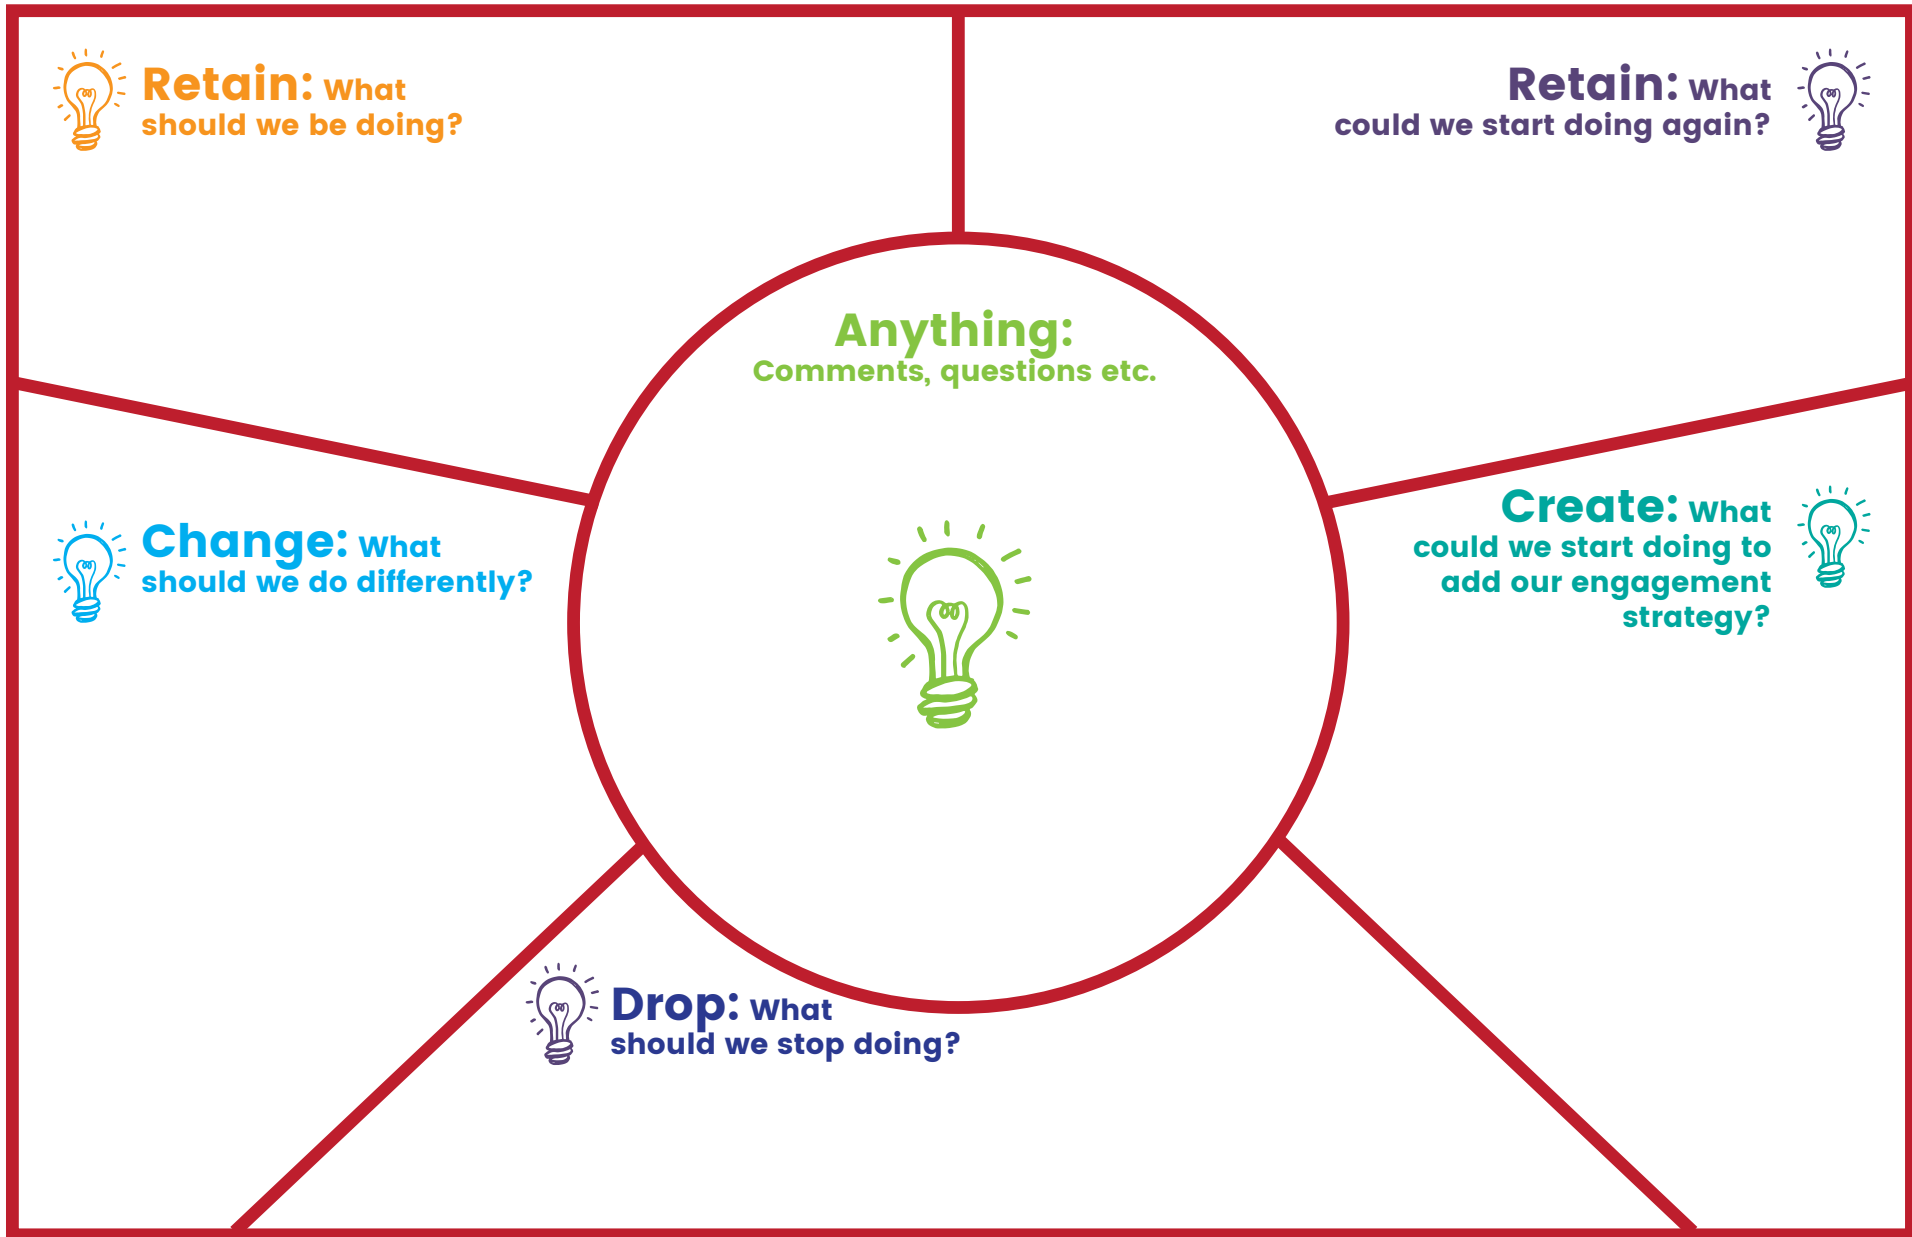 Retain: What
should we be doing?
Retain: What
could we start doing again?
Anything:
Comments, questions etc.
Change: What
should we do differently?
Create: What
could we start doing to
add our engagement
strategy?
Drop: What
should we stop doing?